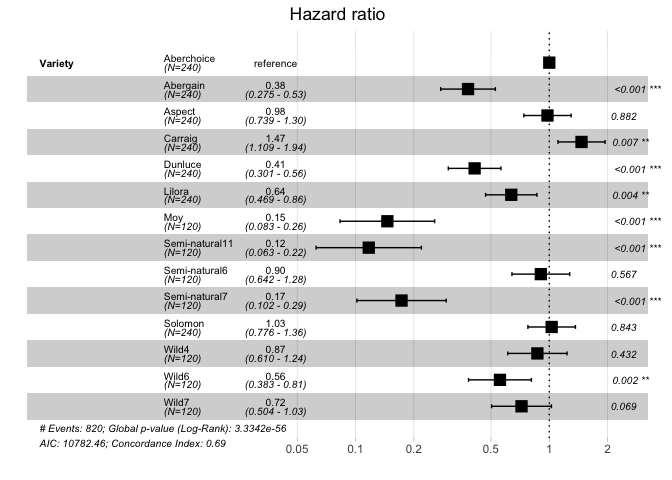 Hazard ratio
Variety Aberchoice (N=240) reference
Abergain (N=240) 0.38 (0.275 - 0.53) <0.001 ***
Aspect (N=240) 0.98 (0.739 - 1.30) 0.882
Carraig (N=240) 1.47 (1.109 - 1.94) 0.007 **
Dunluce (N=240) 0.41 (0.301 - 0.56) <0.001 ***
Lilora (N=240) 0.64 (0.469 - 0.86) 0.004 **
Moy (N=120) 0.15 (0.083 - 0.26) <0.001 ***
Semi-natural11 (N=120) 0.12 (0.063 - 0.22) <0.001 ***
Semi-natural6 (N=120) 0.90 (0.642 - 1.28) 0.567
Semi-natural7 (N=120) 0.17 (0.102 - 0.29) <0.001 ***
Solomon (N=240) 1.03 (0.776 - 1.36) 0.843
Wild4 (N=120) 0.87 (0.610 - 1.24) 0.432
Wild6 (N=120) 0.56 (0.383 - 0.81) 0.002 **
Wild7 (N=120) 0.72 (0.504 - 1.03) 0.069
# Events: 820; Global p-value (Log-Rank): 3.3342e-56
AIC: 10782.46; Concordance Index: 0.69
0.05 0.1 0.2 0.5 1 2